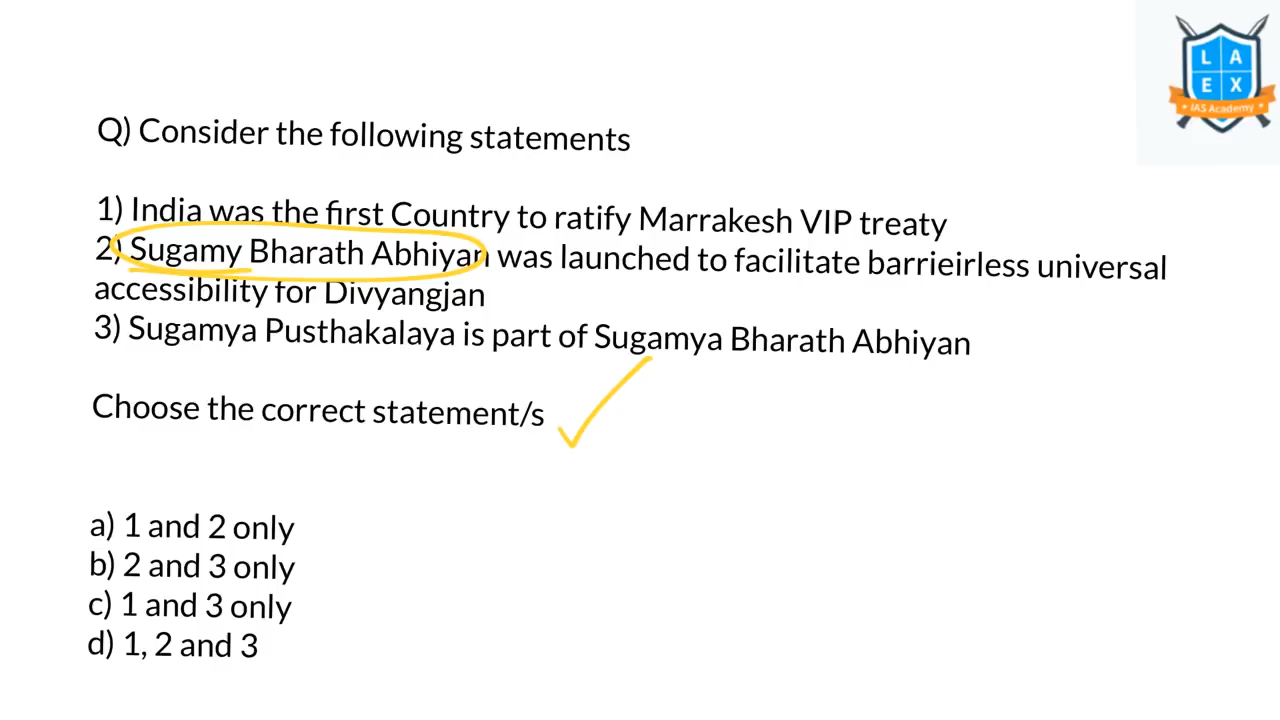 L A
E X
IAS Academy
Q) Consider the following statements
1) India was the first Country to ratify Marrakesh VIP treaty
2) Sugamy Bharath Abhiyan was launched to facilitate barrieirless universal
accessibility for Divyangjan
3) Sugamya Pusthakalaya is part of Sugamya Bharath Abhiyan
Choose the correct statement/s
a) 1 and 2 only
b) 2 and 3 only
c) 1 and 3 only
d) 1, 2 and 3